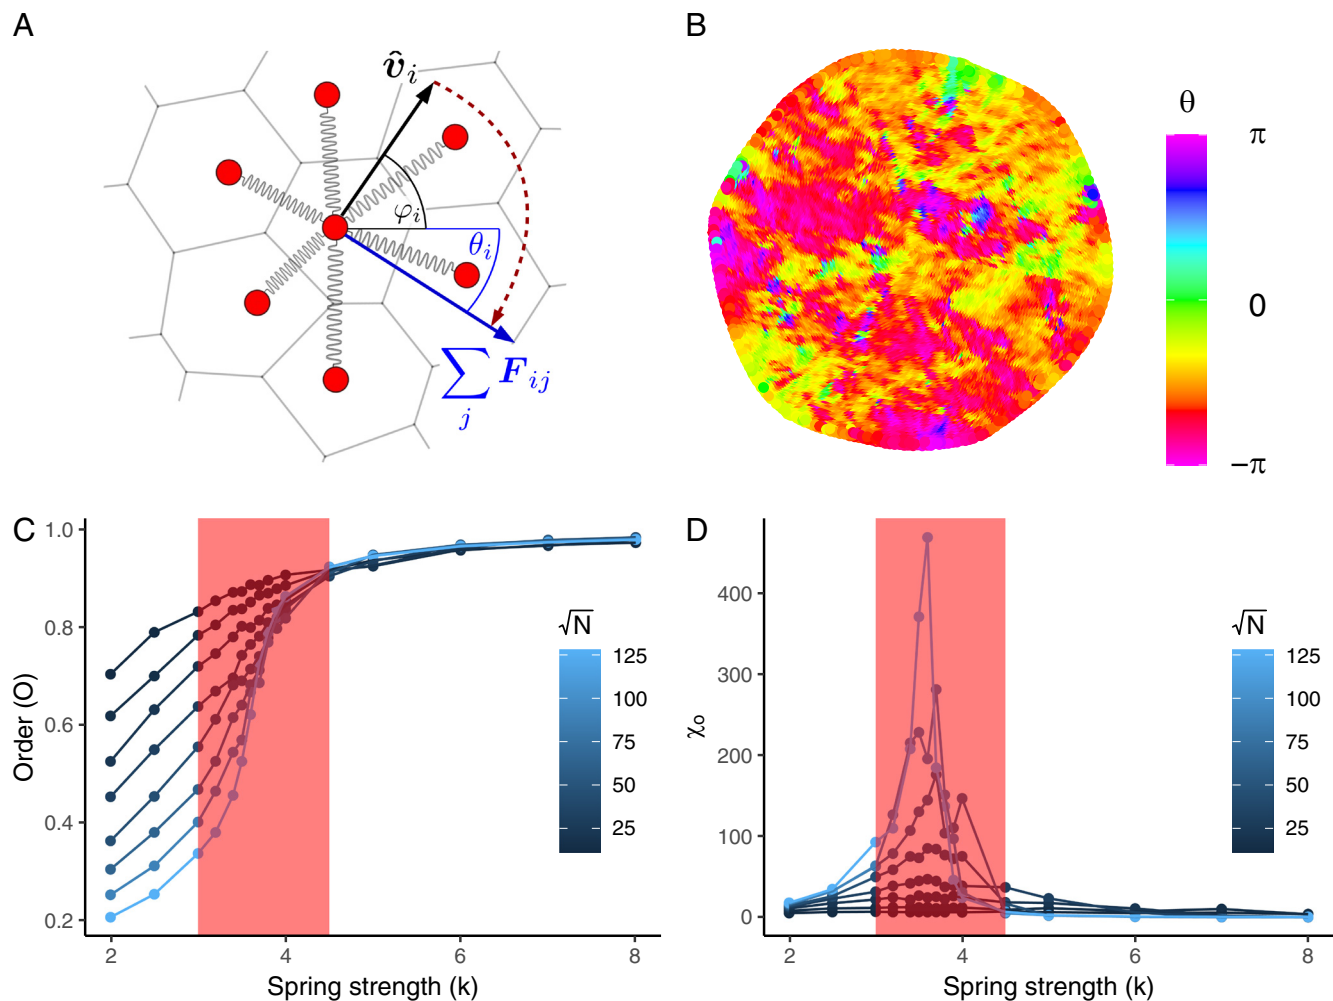 A
v̂ᵢ
φᵢ
θᵢ
∑ⱼ Fᵢⱼ
B
θ
π
0
−π
C
1.0
0.8
0.6
0.4
0.2
Order (O)
2
4
6
8
Spring strength (k)
√N
125
100
75
50
25
D
400
300
200
100
0
χₒ
2
4
6
8
Spring strength (k)
√N
125
100
75
50
25